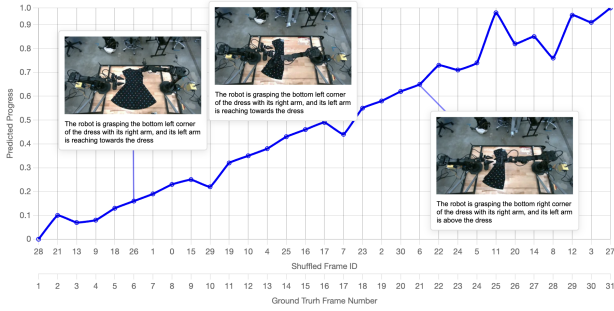 Predicted Progress
1.0
0.9
0.8
0.7
0.6
0.5
0.4
0.3
0.2
0.1
0
The robot is grasping the bottom left corner
of the dress with its right arm, and its left arm
is reaching towards the dress
The robot is grasping the bottom left corner
of the dress with its right arm, and its left arm
is reaching towards the dress
The robot is grasping the bottom right corner
of the dress with its right arm, and its left arm
is above the dress
28 21 13 9 18 26 1 0 15 29 19 10 4 25 16 17 7 23 2 30 6 22 24 5 11 20 14 8 12 3 27
Shuffled Frame ID
1 2 3 4 5 6 7 8 9 10 11 12 13 14 15 16 17 18 19 20 21 22 23 24 25 26 27 28 29 30 31
Ground Trurh Frame Number